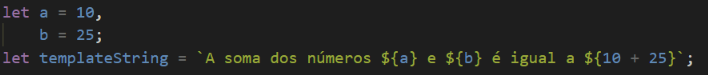 let a = 10,
    b = 25;
let templateString = `A soma dos números ${a} e ${b} é igual a ${10 + 25}`;